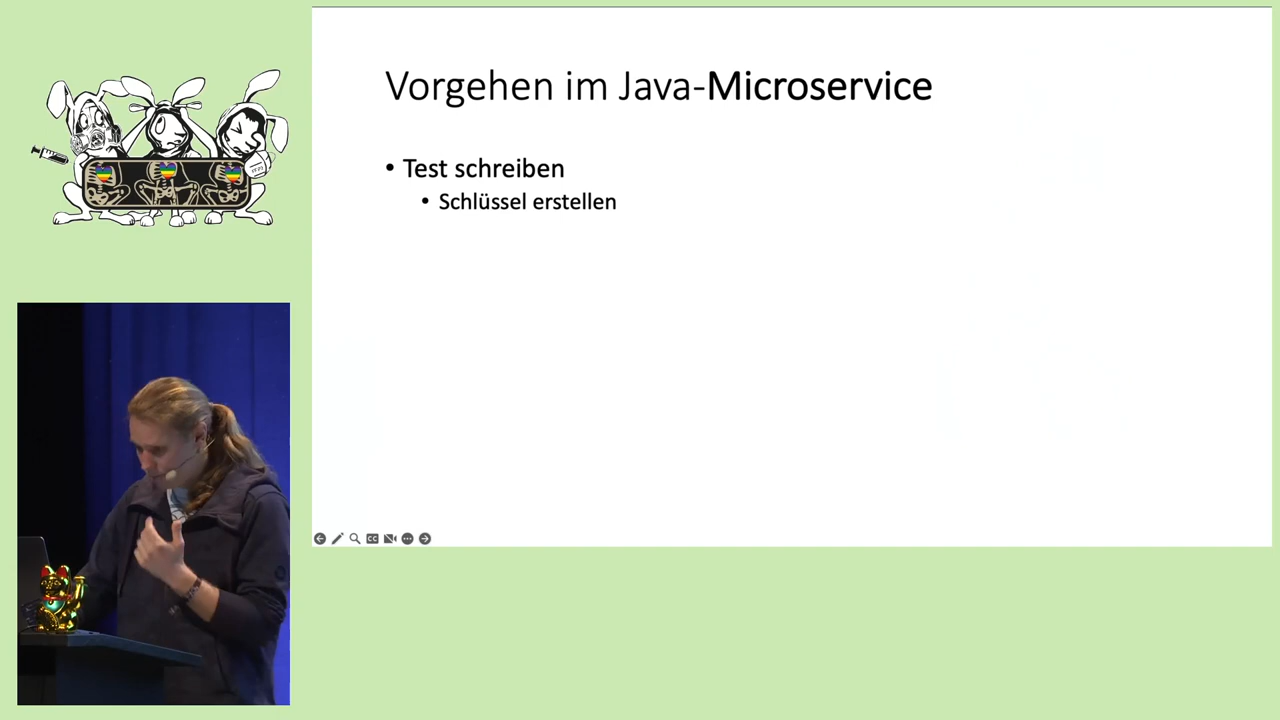 Vorgehen im Java-Microservice
• Test schreiben
• Schlüssel erstellen